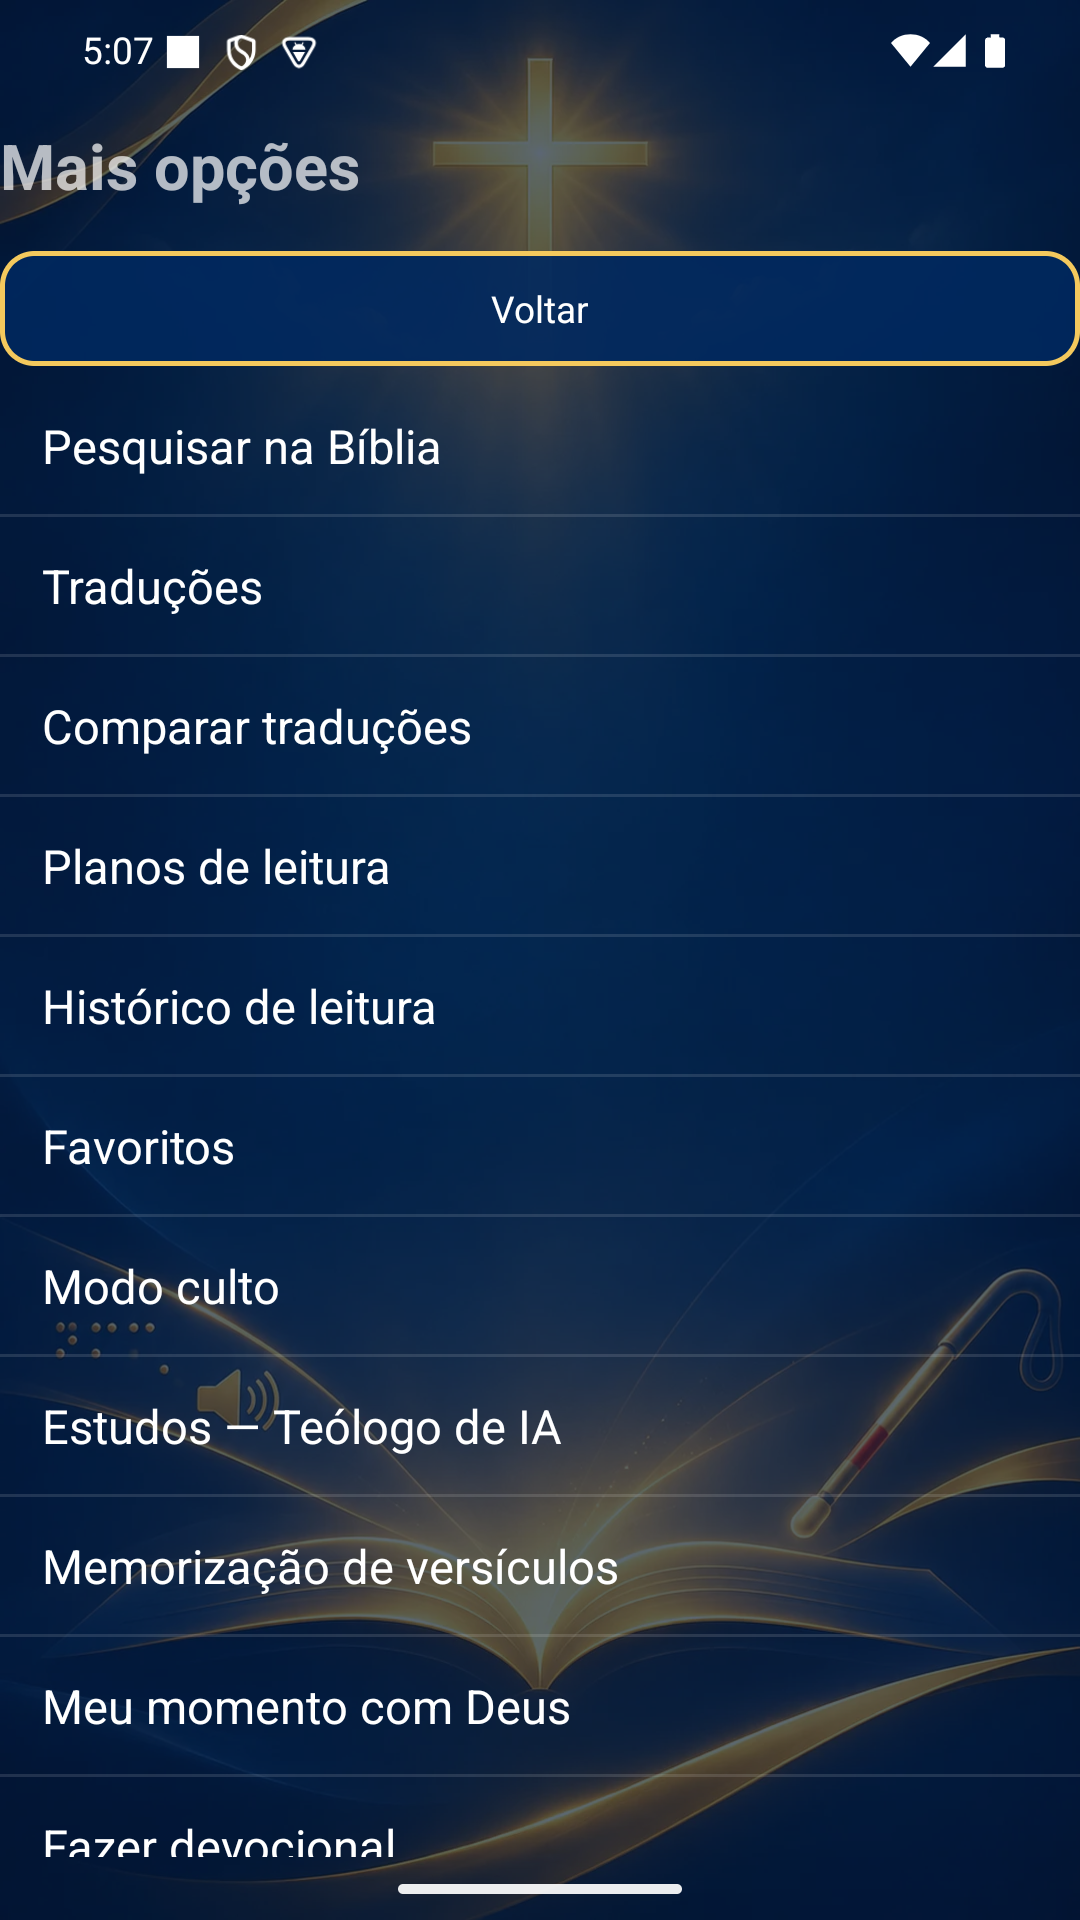 5:07
Mais opções
Voltar
Pesquisar na Bíblia
Traduções
Comparar traduções
Planos de leitura
Histórico de leitura
Favoritos
Modo culto
Estudos — Teólogo de IA
Memorização de versículos
Meu momento com Deus
Fazer devocional